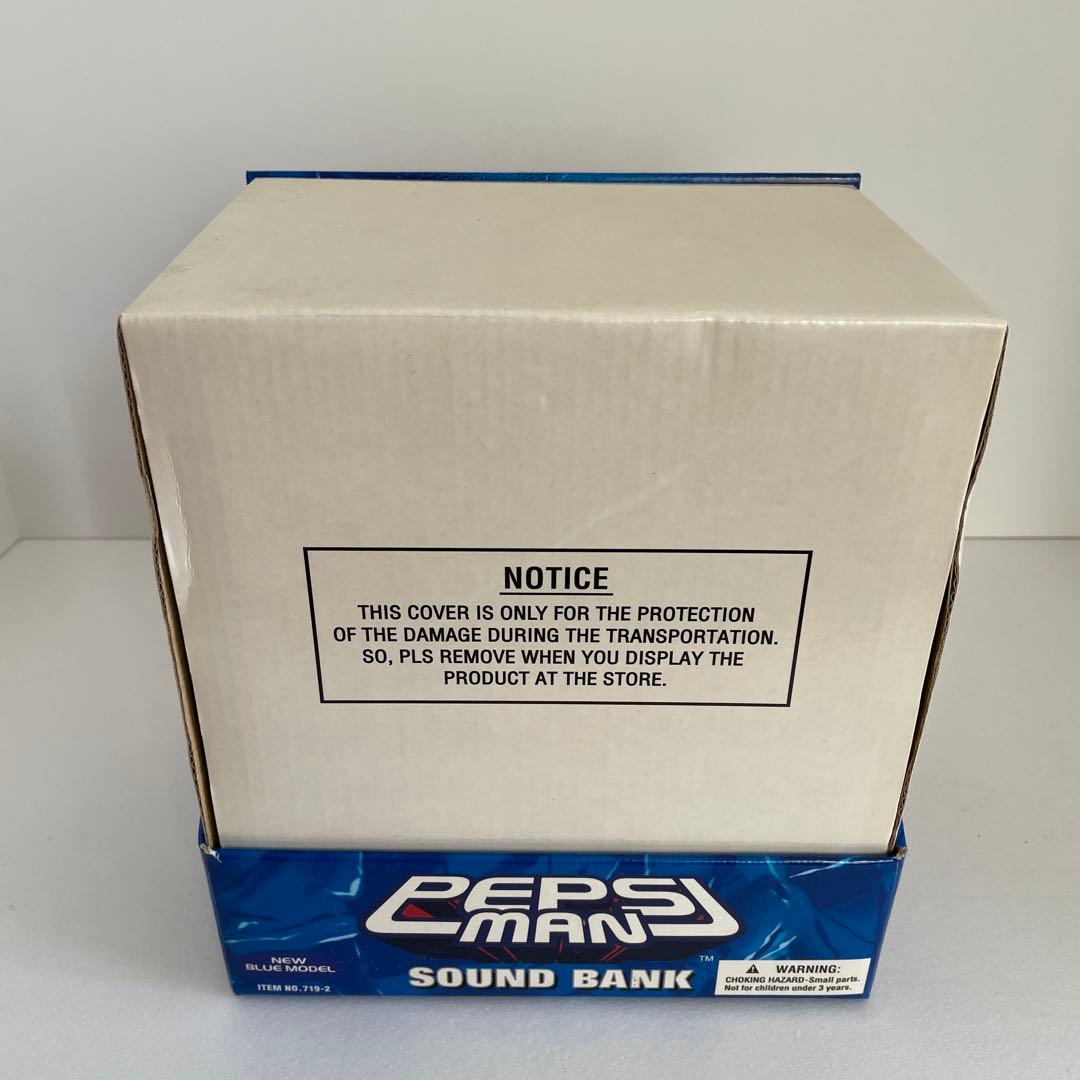 NOTICE
THIS COVER IS ONLY FOR THE PROTECTION
OF THE DAMAGE DURING THE TRANSPORTATION.
SO, PLS REMOVE WHEN YOU DISPLAY THE
PRODUCT AT THE STORE.
PEPSI
MAN
TM
SOUND BANK
NEW
BLUE MODEL
ITEM NO.719-2
⚠ WARNING:
CHOKING HAZARD-Small parts.
Not for children under 3 years.